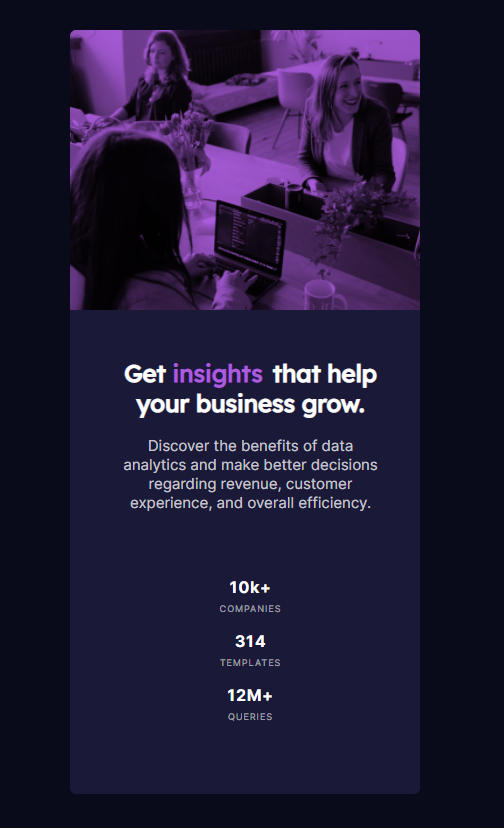 Get insights that help
your business grow.
Discover the benefits of data
analytics and make better decisions
regarding revenue, customer
experience, and overall efficiency.
10k+
COMPANIES
314
TEMPLATES
12M+
QUERIES